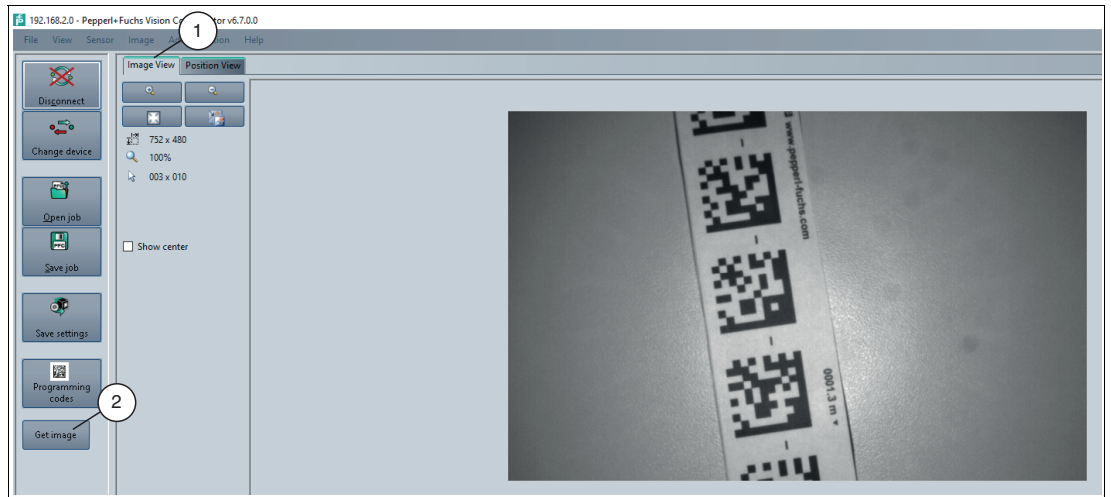 192.168.2.0 - Pepperl+Fuchs Vision tor v6.7.0.0
File View Sensor Image Help
1
Image View Position View
Disconnect
Change device
752 x 480
100%
003 x 010
Open job
Show center
PFC
Save job
Save settings
Programming
codes
2
Get image
www.pepperl-fuchs.com
0001.3 m